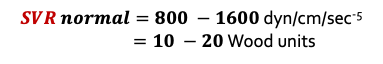 SVR normal = 800 – 1600 dyn/cm/sec⁻⁵
= 10 – 20 Wood units